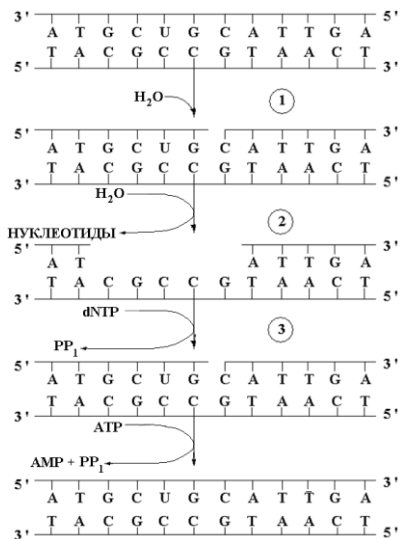 3' 5'
A T G C U G C A T T G A
T A C G C C G T A A C T
5' 3'
H2O 1
5' 3'
A T G C U G C A T T G A
T A C G C C G T A A C T
3' 5'
H2O
2
НУКЛЕОТИДЫ
5' 3'
A T A T T G A
T A C G C C G T A A C T
3' 5'
dNTP
3
PP1
5' 3'
A T G C U G C A T T G A
T A C G C C G T A A C T
3' 5'
ATP
AMP + PP1
5' 3'
A T G C U G C A T T G A
T A C G C C G T A A C T
3' 5'